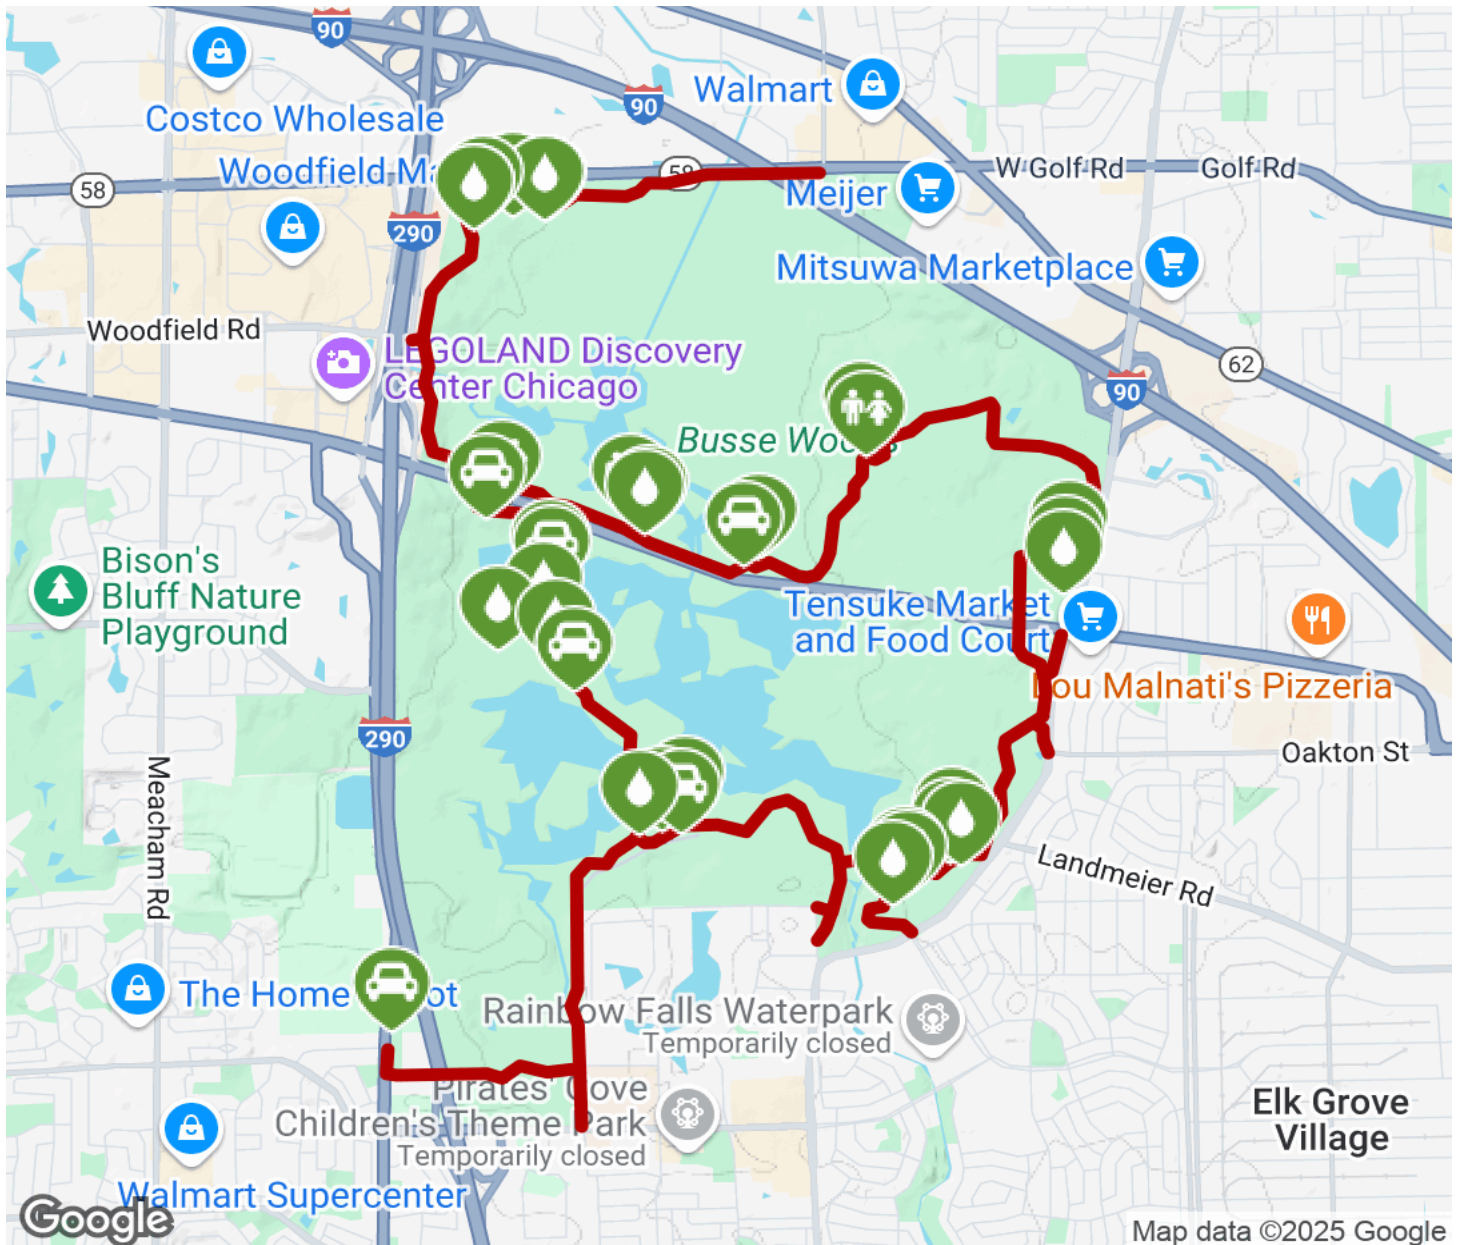 90
Costco Wholesale
90
Walmart
Woodfield Ma
58
58
W Golf Rd
Golf Rd
Meijer
290
Mitsuwa Marketplace
Woodfield Rd
LEGOLAND Discovery
Center Chicago
62
90
Busse Wo s
Bison's
Bluff Nature
Playground
Tensuke Market
and Food Court
Lou Malnati's Pizzeria
290
Oakton St
Meacham Rd
Landmeier Rd
The Home ot
Rainbow Falls Waterpark
Temporarily closed
Pirates' Cove
Children's Theme Park
Temporarily closed
Elk Grove
Village
Walmart Supercenter
Google
Map data ©2025 Google